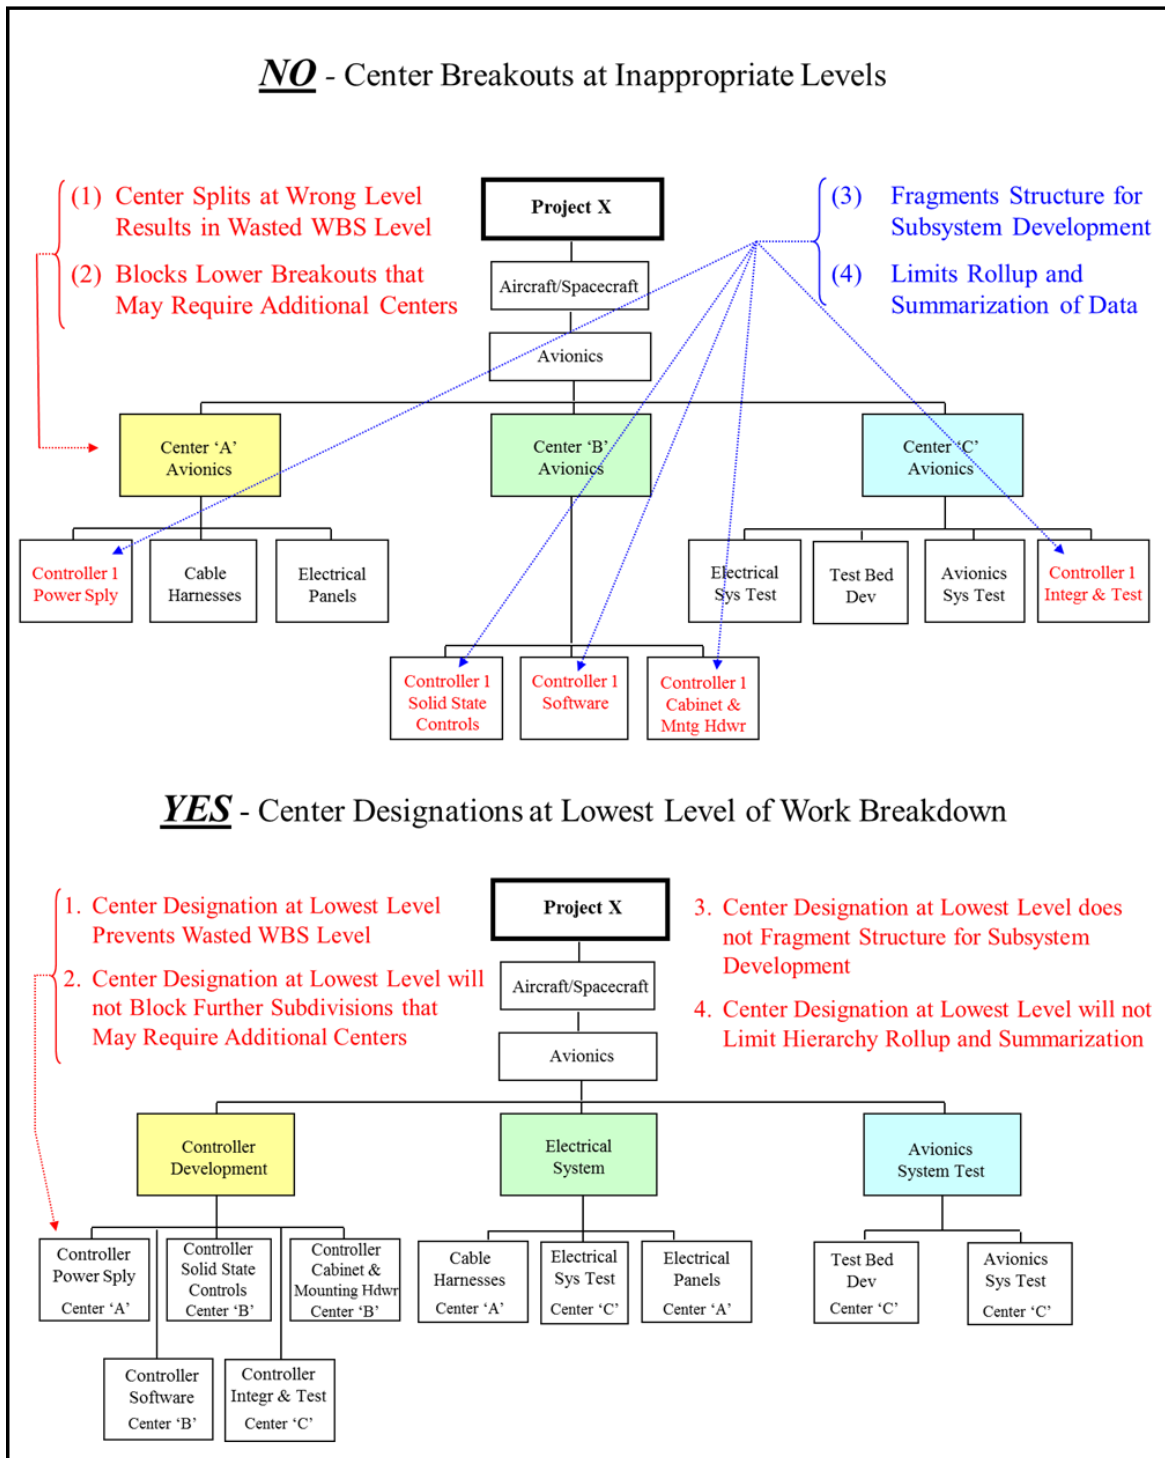 NO - Center Breakouts at Inappropriate Levels
(1) Center Splits at Wrong Level
Results in Wasted WBS Level
(2) Blocks Lower Breakouts that
May Require Additional Centers
Project X
(3) Fragments Structure for
Subsystem Development
(4) Limits Rollup and
Summarization of Data
Aircraft/Spacecraft
Avionics
Center ‘A’
Avionics
Center ‘B’
Avionics
Center ‘C’
Avionics
Controller 1
Power Sply
Cable
Harnesses
Electrical
Panels
Electrical
Sys Test
Test Bed
Dev
Avionics
Sys Test
Controller 1
Integr & Test
Controller 1
Solid State
Controls
Controller 1
Software
Controller 1
Cabinet &
Mntg Hdwr
YES - Center Designations at Lowest Level of Work Breakdown
1. Center Designation at Lowest Level
Prevents Wasted WBS Level
2. Center Designation at Lowest Level will
not Block Further Subdivisions that
May Require Additional Centers
Project X
3. Center Designation at Lowest Level does
not Fragment Structure for Subsystem
Development
4. Center Designation at Lowest Level will not
Limit Hierarchy Rollup and Summarization
Aircraft/Spacecraft
Avionics
Controller
Development
Electrical
System
Avionics
System Test
Controller
Power Sply
Center ‘A’
Controller
Solid State
Controls
Center ‘B’
Controller
Cabinet &
Mounting Hdwr
Center ‘B’
Cable
Harnesses
Center ‘A’
Electrical
Sys Test
Center ‘C’
Electrical
Panels
Center ‘A’
Test Bed
Dev
Center ‘C’
Avionics
Sys Test
Center ‘C’
Controller
Software
Center ‘B’
Controller
Integr & Test
Center ‘C’